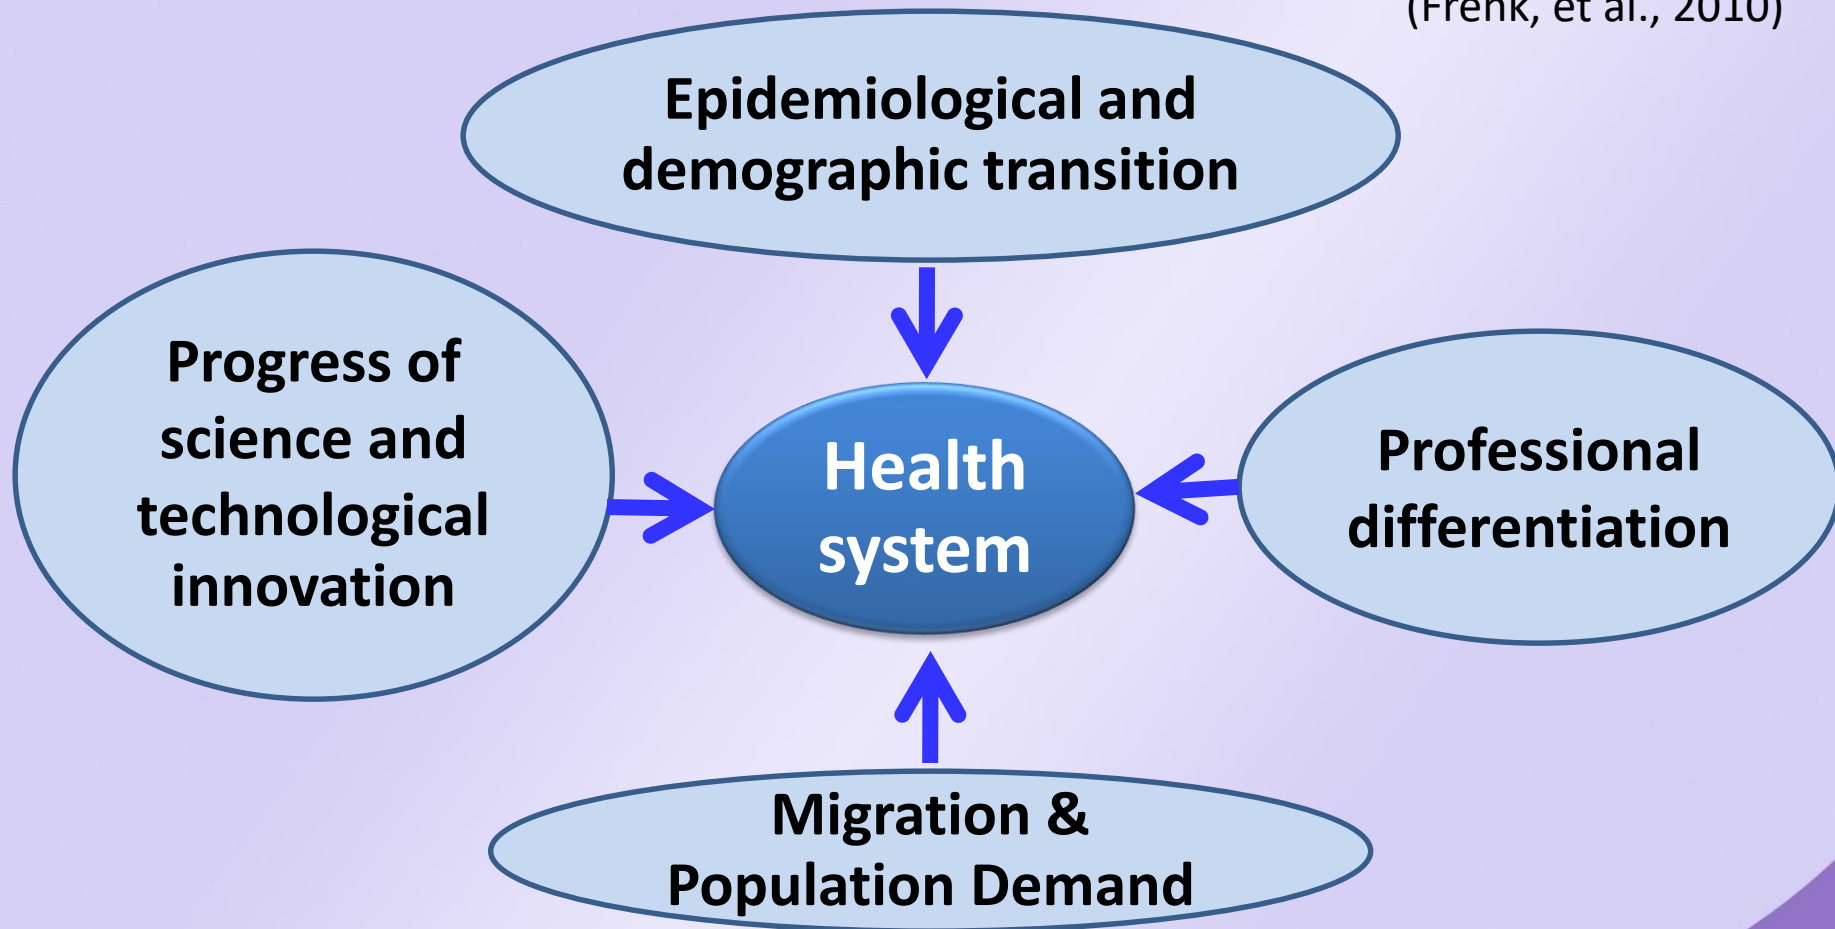 (Frenk, et al., 2010)
Epidemiological and
demographic transition
Progress of
science and
technological
innovation
Health
system
Professional
differentiation
Migration &
Population Demand